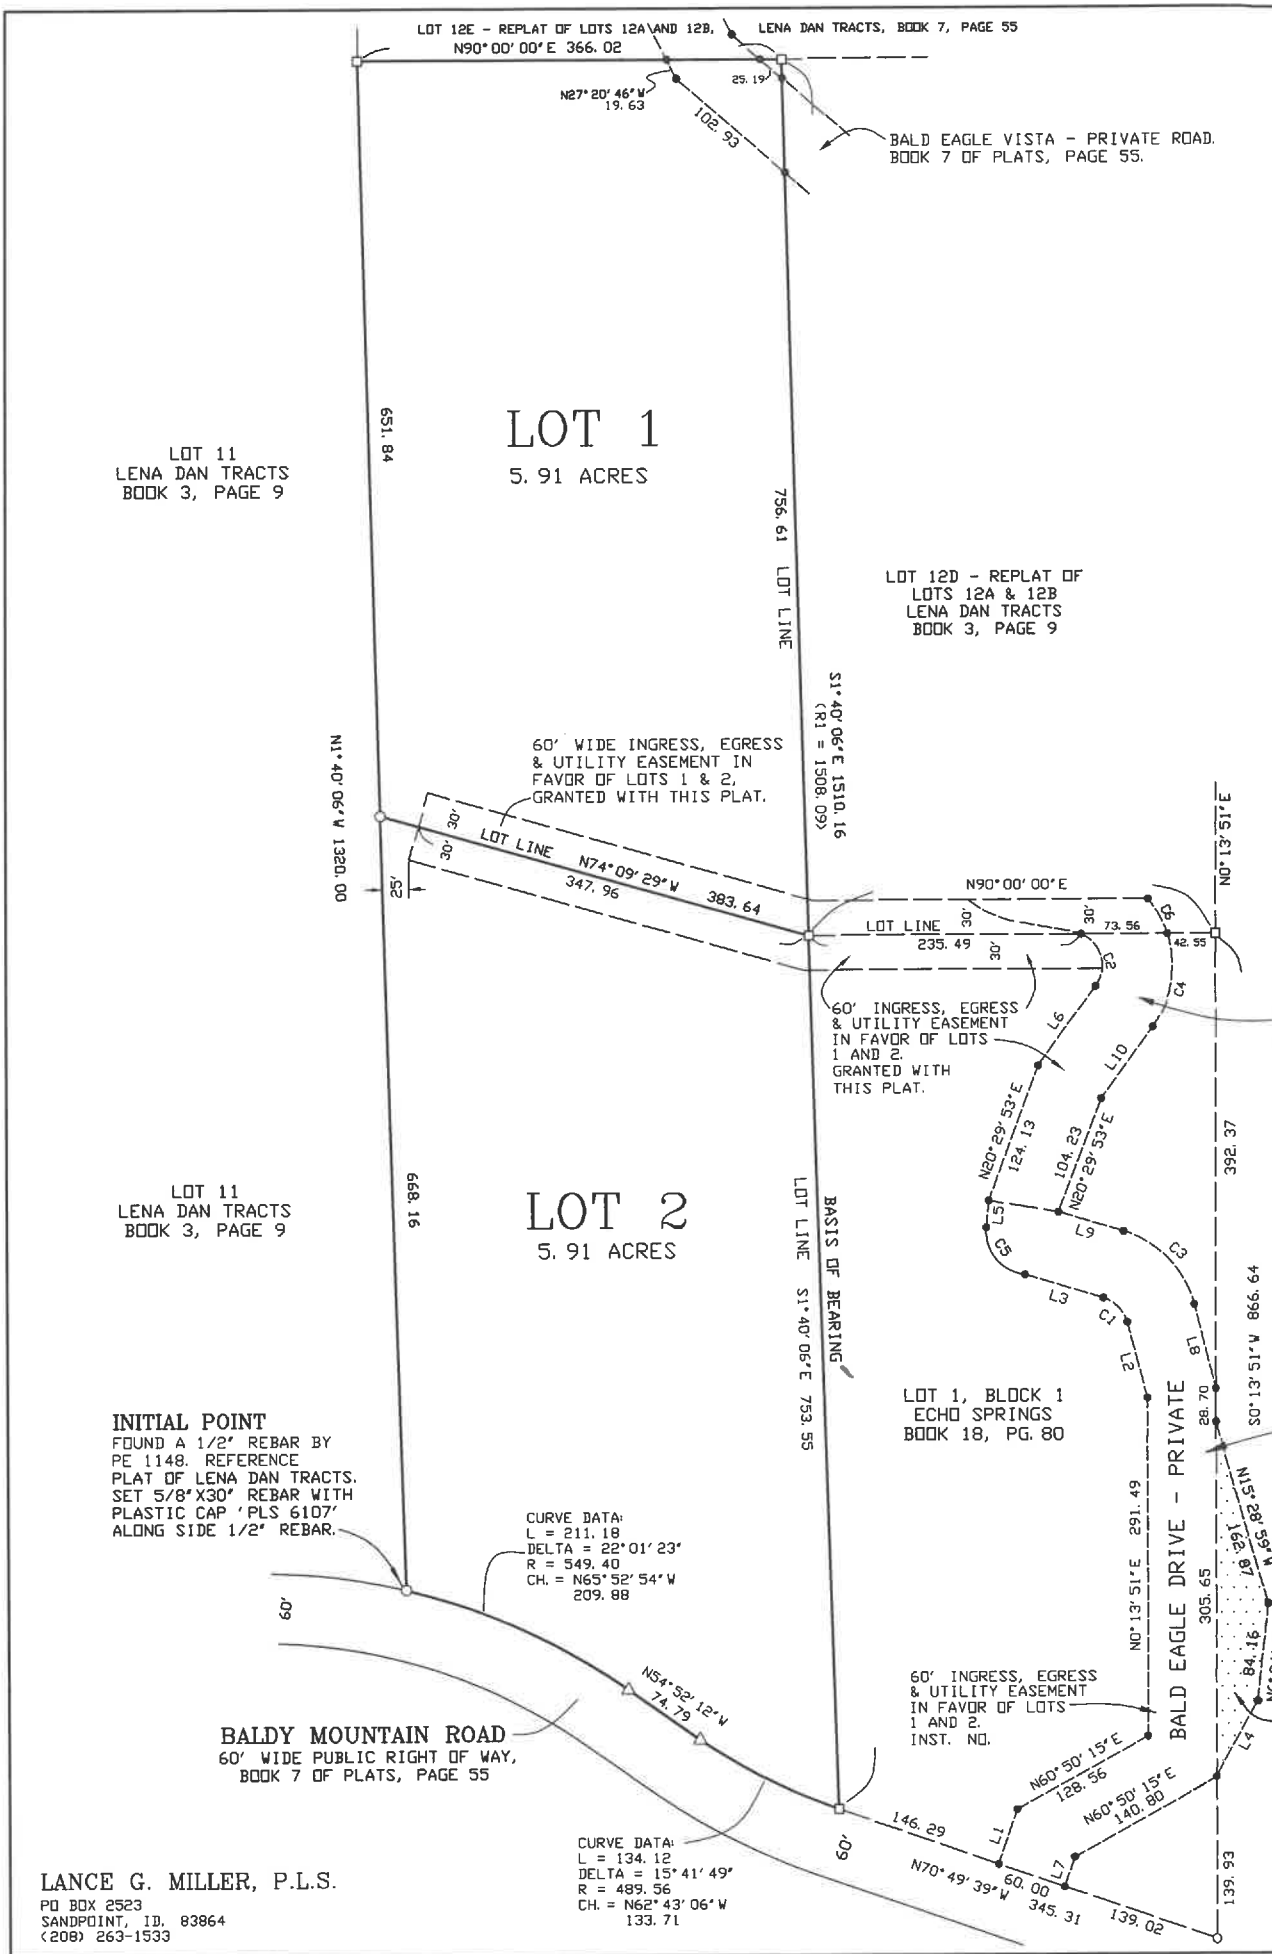 LOT 12E - REPLAT OF LOTS 12A AND 12B, LENA DAN TRACTS, BOOK 7, PAGE 55
N90°00'00"E 366.02
25.19
N27°20'46"W
19.63
102.93
BALD EAGLE VISTA - PRIVATE ROAD.
BOOK 7 OF PLATS, PAGE 55.
651.84
LOT 1
5.91 ACRES
LOT 11
LENA DAN TRACTS
BOOK 3, PAGE 9
756.61 LOT LINE
LOT 12D - REPLAT OF
LOTS 12A & 12B
LENA DAN TRACTS
BOOK 3, PAGE 9
S1°40'06"E 1510.16
(R1 = 1508.09)
N1°40'06"W 1320.00
60' WIDE INGRESS, EGRESS
& UTILITY EASEMENT IN
FAVOR OF LOTS 1 & 2,
GRANTED WITH THIS PLAT.
30'
30'
25'
LOT LINE N74°09'29"W
347.96 383.64
N0°13'51"E
N90°00'00"E
LOT LINE
235.49
30'
30'
30'
73.56
42.55
C6
C2
C4
60' INGRESS, EGRESS
& UTILITY EASEMENT
IN FAVOR OF LOTS
1 AND 2.
GRANTED WITH
THIS PLAT.
L6
L10
N20°29'53"E
124.13
104.23
N20°29'53"E
392.37
LOT 11
LENA DAN TRACTS
BOOK 3, PAGE 9
668.16
LOT 2
5.91 ACRES
LOT LINE S1°40'06"E 753.55
BASIS OF BEARING
L5
L9
C5
C3
L3
C1
L2
L8
S0°13'51"W 866.64
28.70
LOT 1, BLOCK 1
ECHO SPRINGS
BOOK 18, PG. 80
INITIAL POINT
FOUND A 1/2" REBAR BY
PE 1148. REFERENCE
PLAT OF LENA DAN TRACTS.
SET 5/8"X30" REBAR WITH
PLASTIC CAP 'PLS 6107'
ALONG SIDE 1/2" REBAR.
CURVE DATA:
L = 211.18
DELTA = 22°01'23"
R = 549.40
CH. = N65°52'54"W
209.88
N0°13'51"E 291.49
BALD EAGLE DRIVE - PRIVATE
305.65
N15°28'59"W
162.87
84.16
60'
N54°52'12"W
74.79
BALDY MOUNTAIN ROAD
60' WIDE PUBLIC RIGHT OF WAY,
BOOK 7 OF PLATS, PAGE 55
60' INGRESS, EGRESS
& UTILITY EASEMENT
IN FAVOR OF LOTS
1 AND 2.
INST. NO.
L4
N60°50'15"E
128.56
N60°50'15"E
140.80
146.29
L1
L7
60'
N70°49'39"W
60.00
345.31
139.02
139.93
CURVE DATA:
L = 134.12
DELTA = 15°41'49"
R = 489.56
CH. = N62°43'06"W
133.71
LANCE G. MILLER, P.L.S.
PO BOX 2523
SANDPOINT, ID. 83864
(208) 263-1533